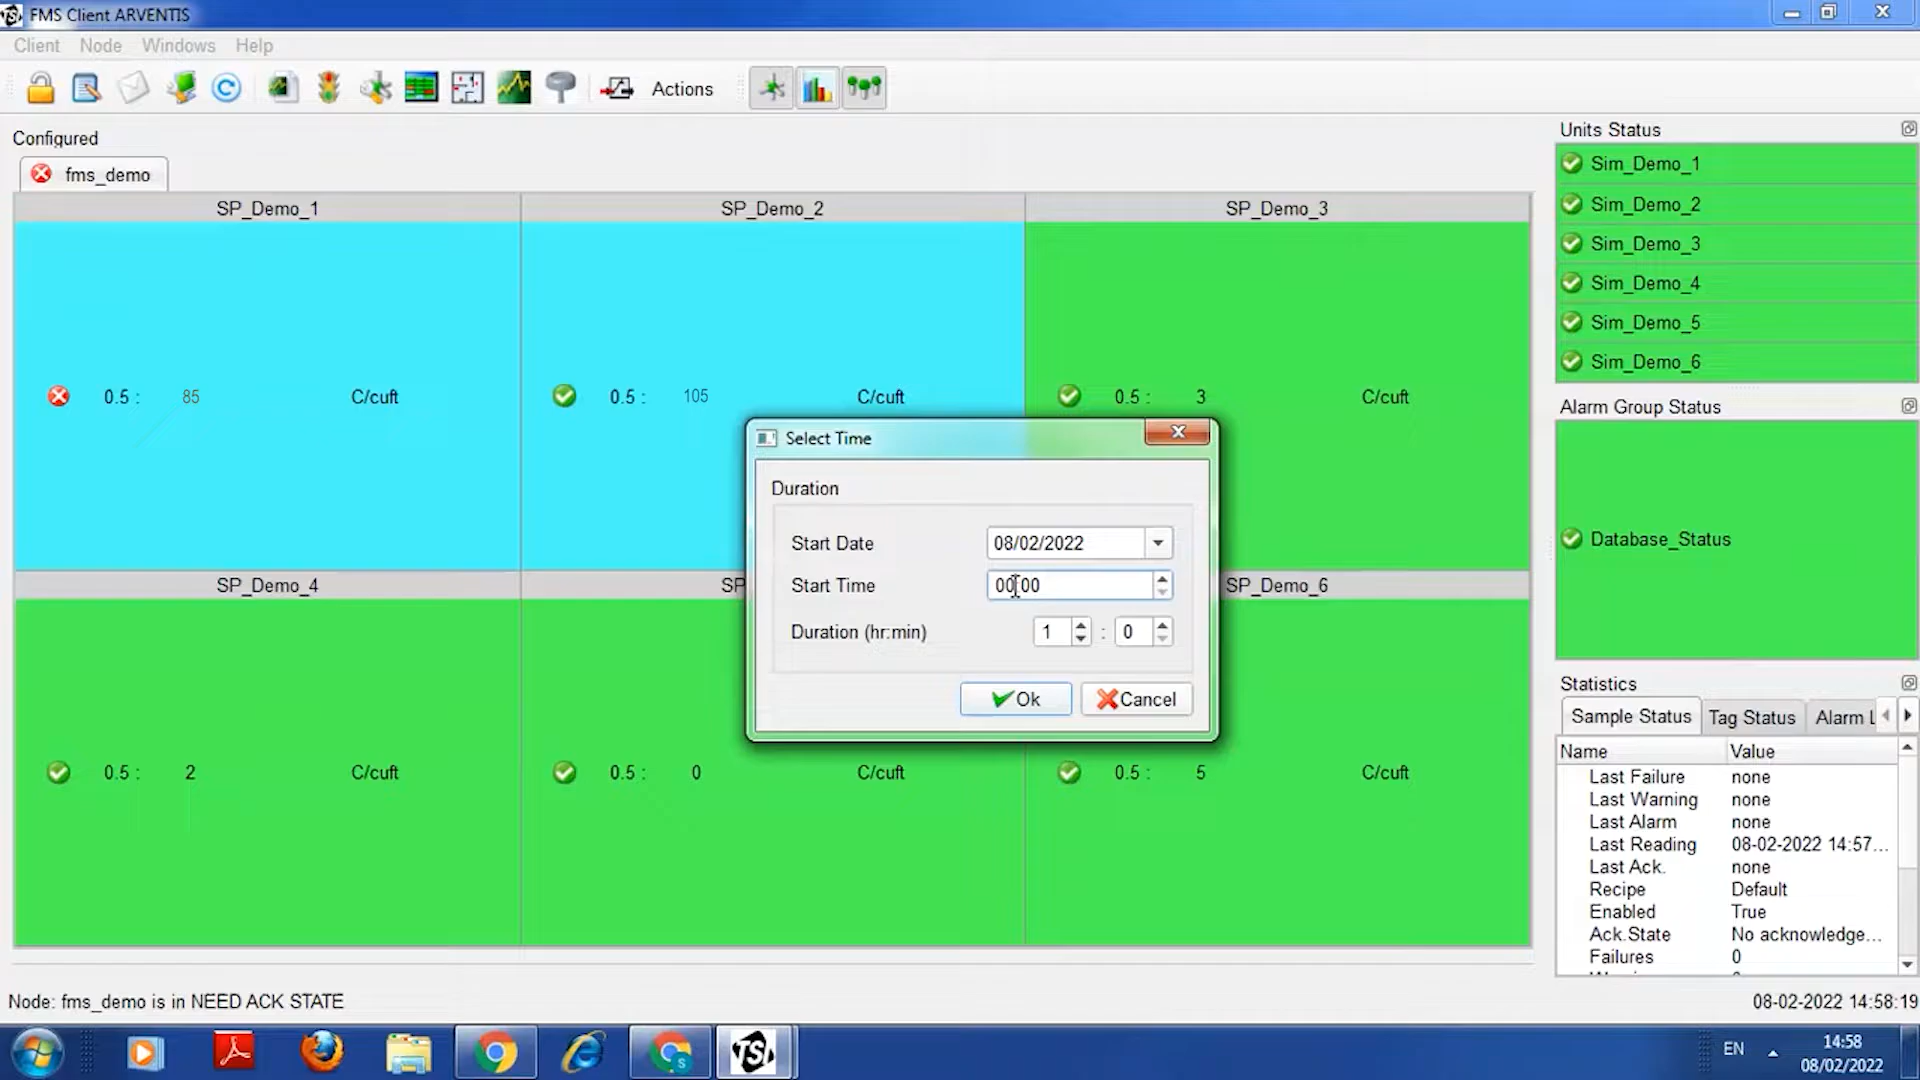 FMS Client ARVENTIS
Client Node Windows Help
Actions
Configured
fms_demo
SP_Demo_1 SP_Demo_2 SP_Demo_3
0.5 : 85 C/cuft
0.5 : 105 C/cuft
0.5 : 3 C/cuft
SP_Demo_4 SP SP_Demo_6
0.5 : 2 C/cuft
0.5 : 0 C/cuft
0.5 : 5 C/cuft
Select Time
Duration
Start Date 08/02/2022
Start Time 00:00
Duration (hr:min) 1 : 0
Ok Cancel
Units Status
Sim_Demo_1
Sim_Demo_2
Sim_Demo_3
Sim_Demo_4
Sim_Demo_5
Sim_Demo_6
Alarm Group Status
Database_Status
Statistics
Sample Status Tag Status Alarm L
Name Value
Last Failure none
Last Warning none
Last Alarm none
Last Reading 08-02-2022 14:57...
Last Ack. none
Recipe Default
Enabled True
Ack.State No acknowledge...
Failures 0
Node: fms_demo is in NEED ACK STATE
08-02-2022 14:58:19
TSI
EN
14:58
08/02/2022